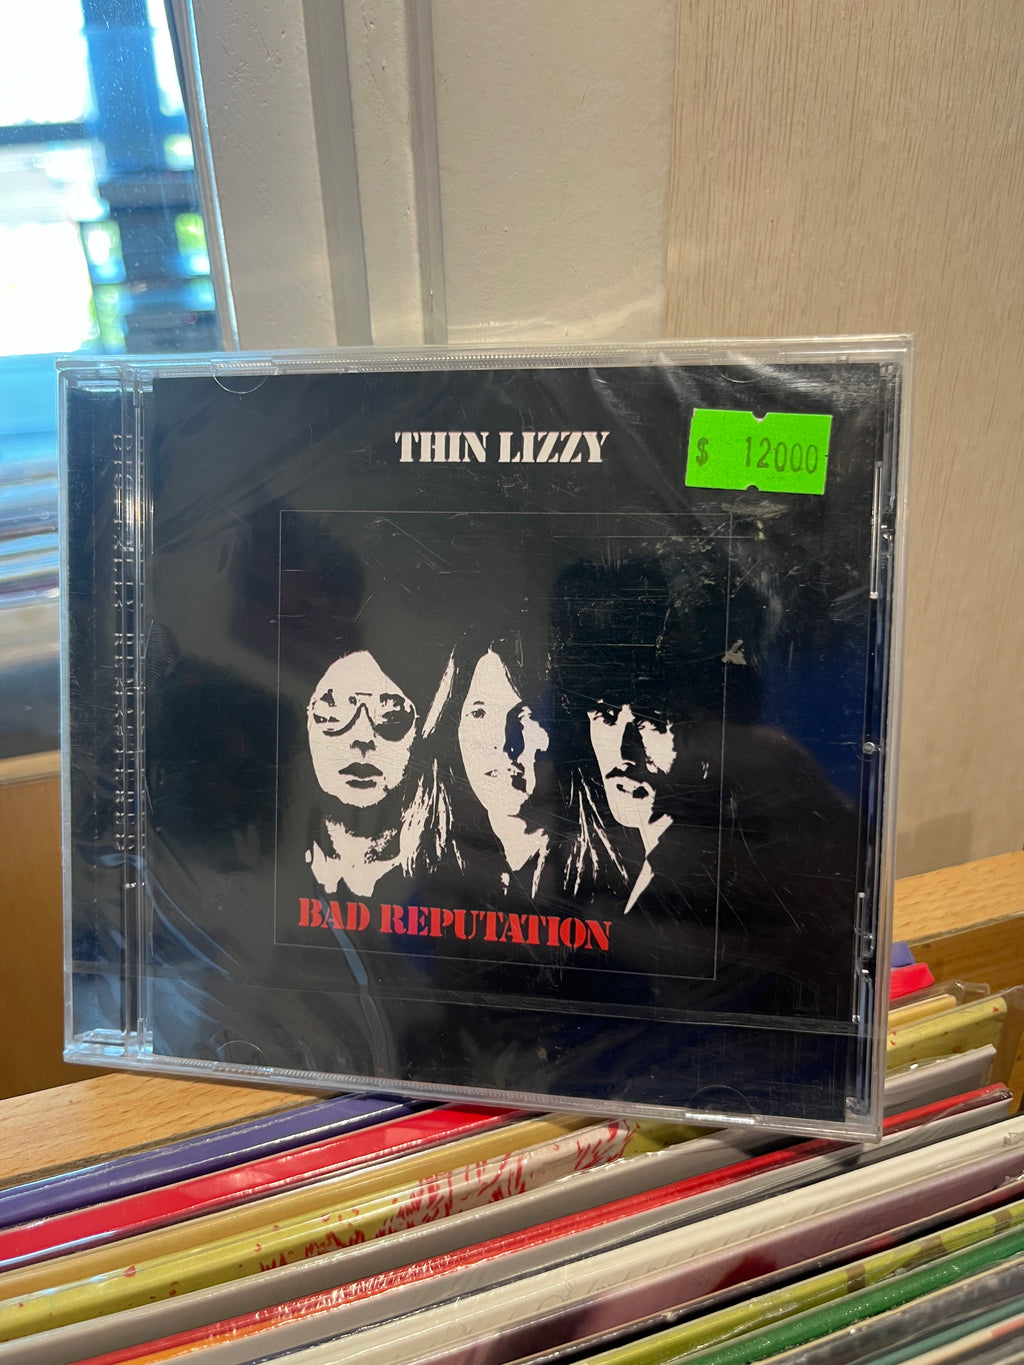 THIN LIZZY
$ 12000
BAD REPUTATION